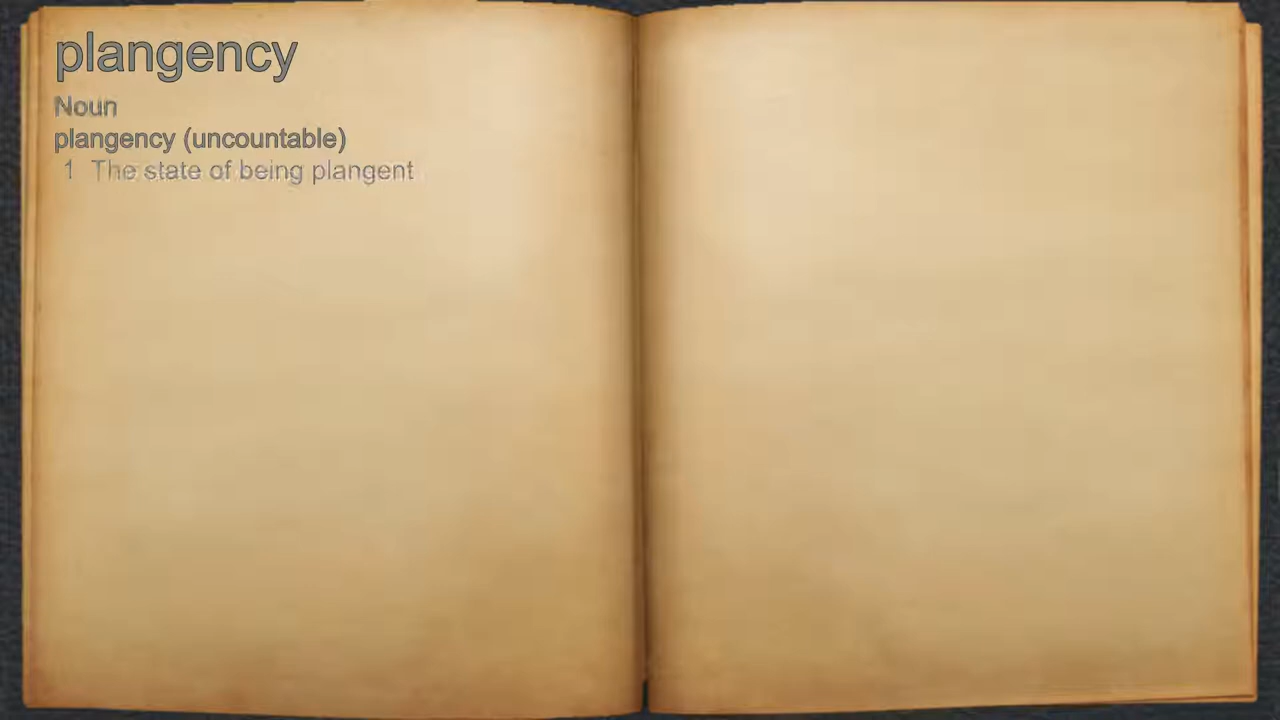 plangency
Noun
plangency (uncountable)
1 The state of being plangent